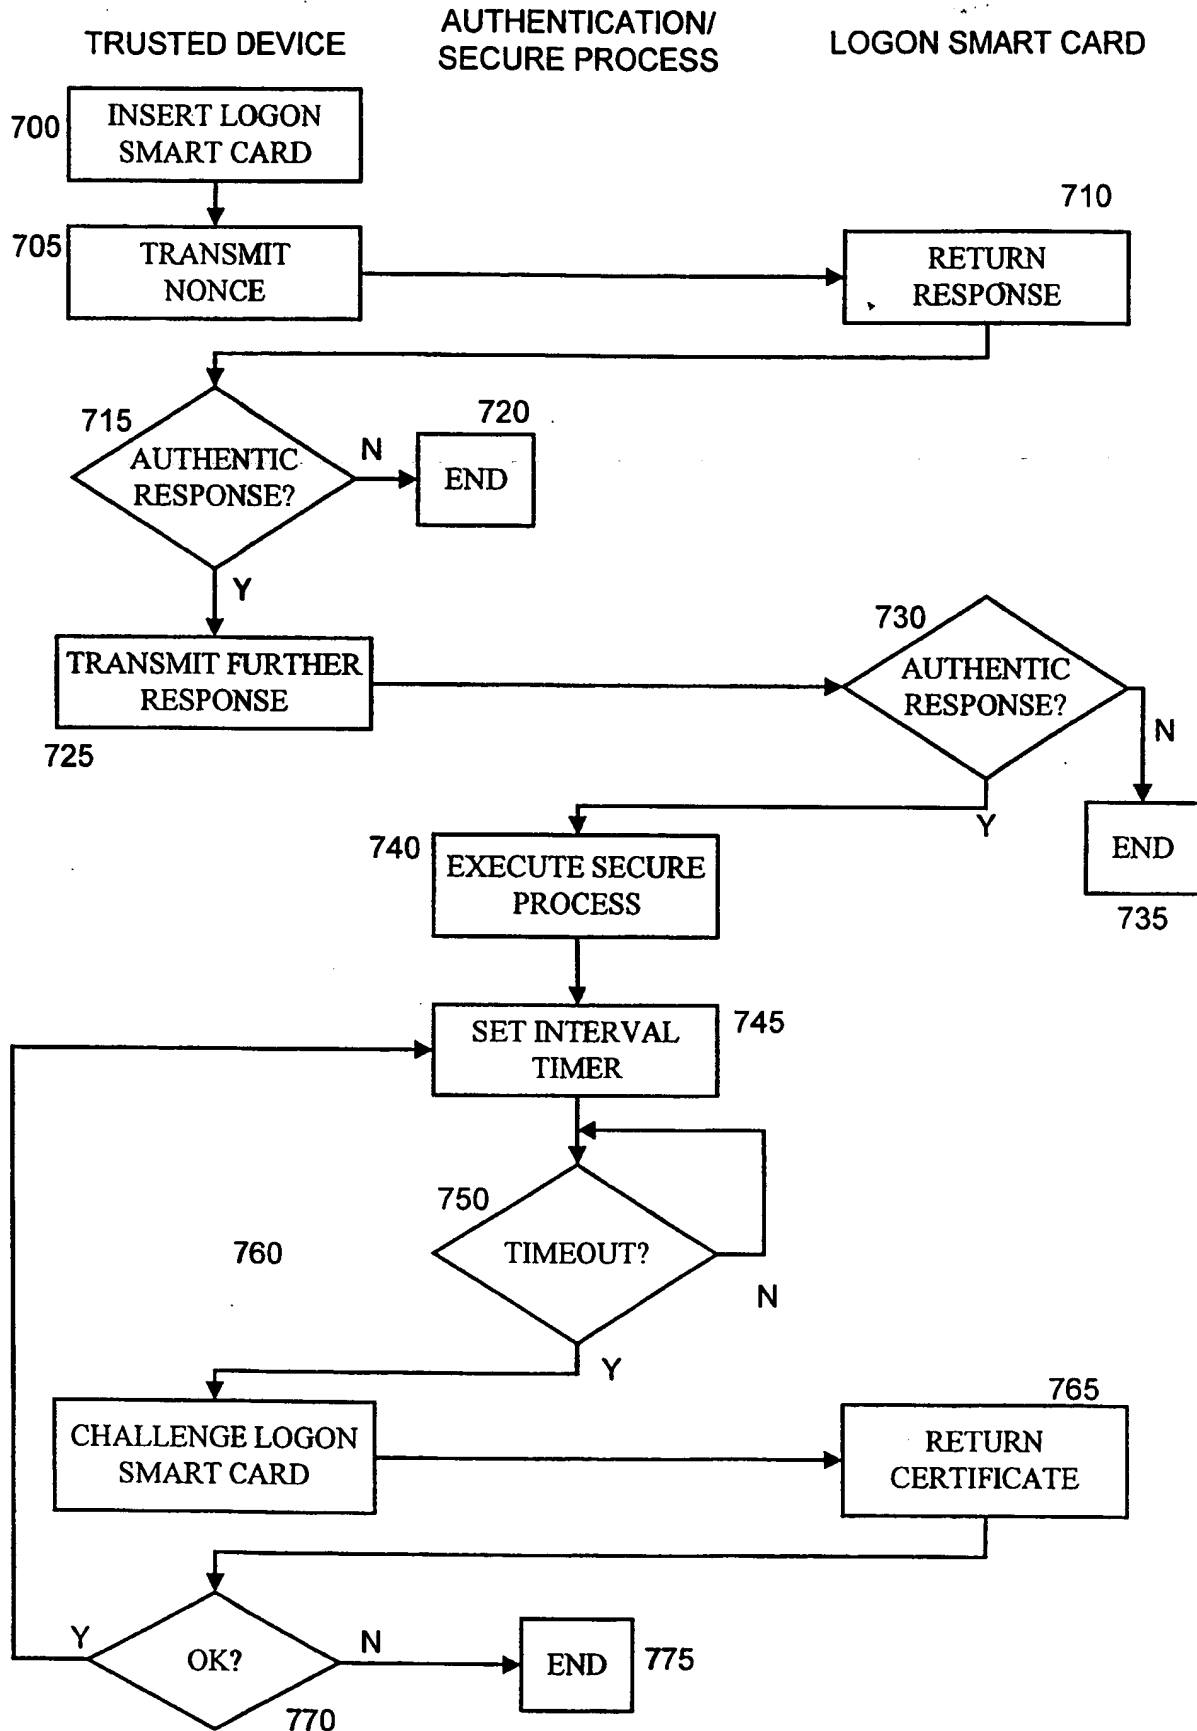 AUTHENTICATION/
SECURE PROCESS
TRUSTED DEVICE
LOGON SMART CARD
700
INSERT LOGON
SMART CARD
705
TRANSMIT
NONCE
710
RETURN
RESPONSE
715
AUTHENTIC
RESPONSE?
N
720
END
Y
TRANSMIT FURTHER
RESPONSE
725
730
AUTHENTIC
RESPONSE?
N
Y
END
735
740
EXECUTE SECURE
PROCESS
SET INTERVAL
TIMER
745
750
TIMEOUT?
N
Y
760
CHALLENGE LOGON
SMART CARD
765
RETURN
CERTIFICATE
Y
OK?
N
770
END
775